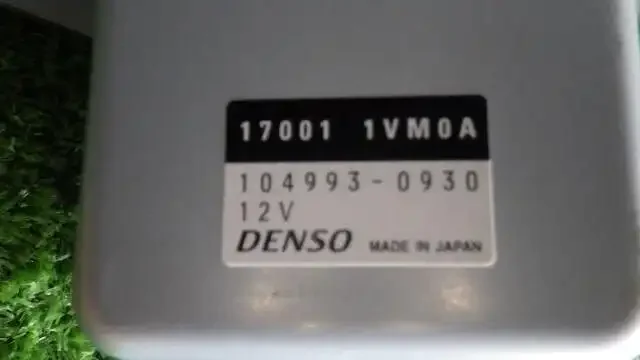 17001 1VM0A
104993-0930
12V
DENSO MADE IN JAPAN